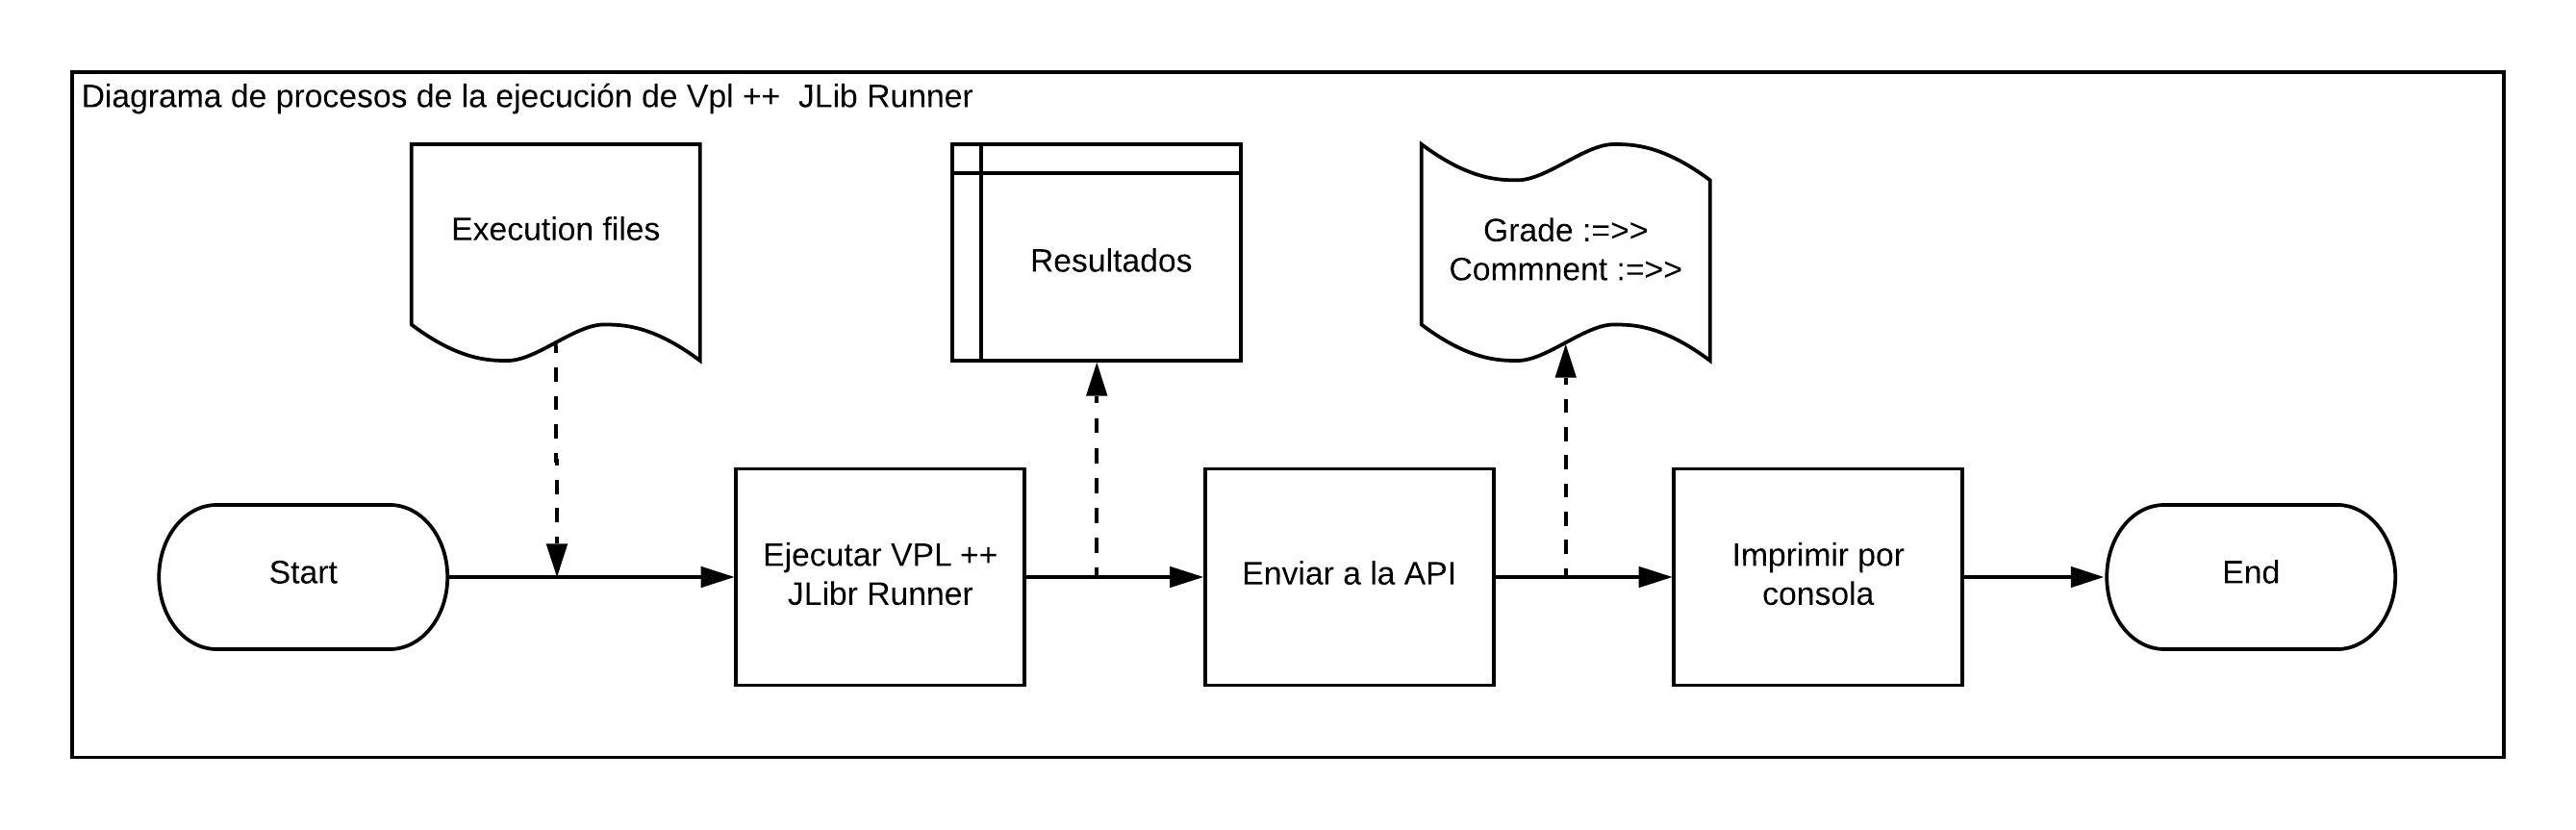 Diagrama de procesos de la ejecución de Vpl ++  JLib Runner
Execution files
Resultados
Grade :=>>
Commnent :=>>
Start
Ejecutar VPL ++
JLibr Runner
Enviar a la API
Imprimir por
consola
End